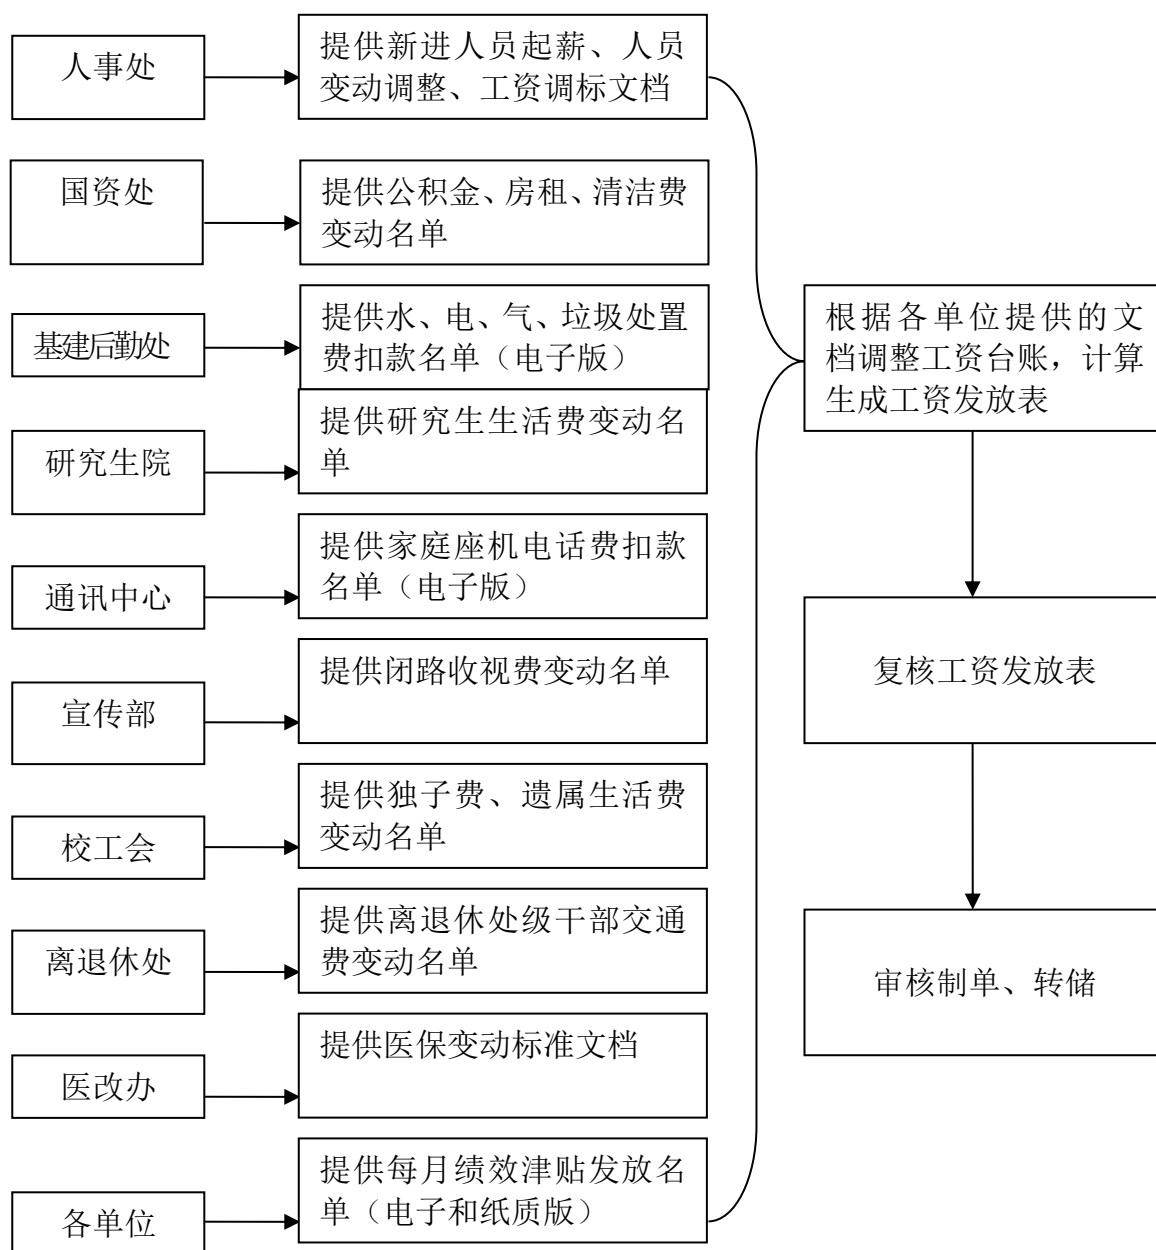 人事处
提供新进人员起薪、人员
变动调整、工资调标文档
国资处
提供公积金、房租、清洁费
变动名单
基建后勤处
提供水、电、气、垃圾处置
费扣款名单（电子版）
研究生院
提供研究生生活费变动名
单
通讯中心
提供家庭座机电话费扣款
名单（电子版）
宣传部
提供闭路收视费变动名单
校工会
提供独子费、遗属生活费
变动名单
离退休处
提供离退休处级干部交通
费变动名单
医改办
提供医保变动标准文档
各单位
提供每月绩效津贴发放名
单（电子和纸质版）
根据各单位提供的文
档调整工资台账，计算
生成工资发放表
复核工资发放表
审核制单、转储